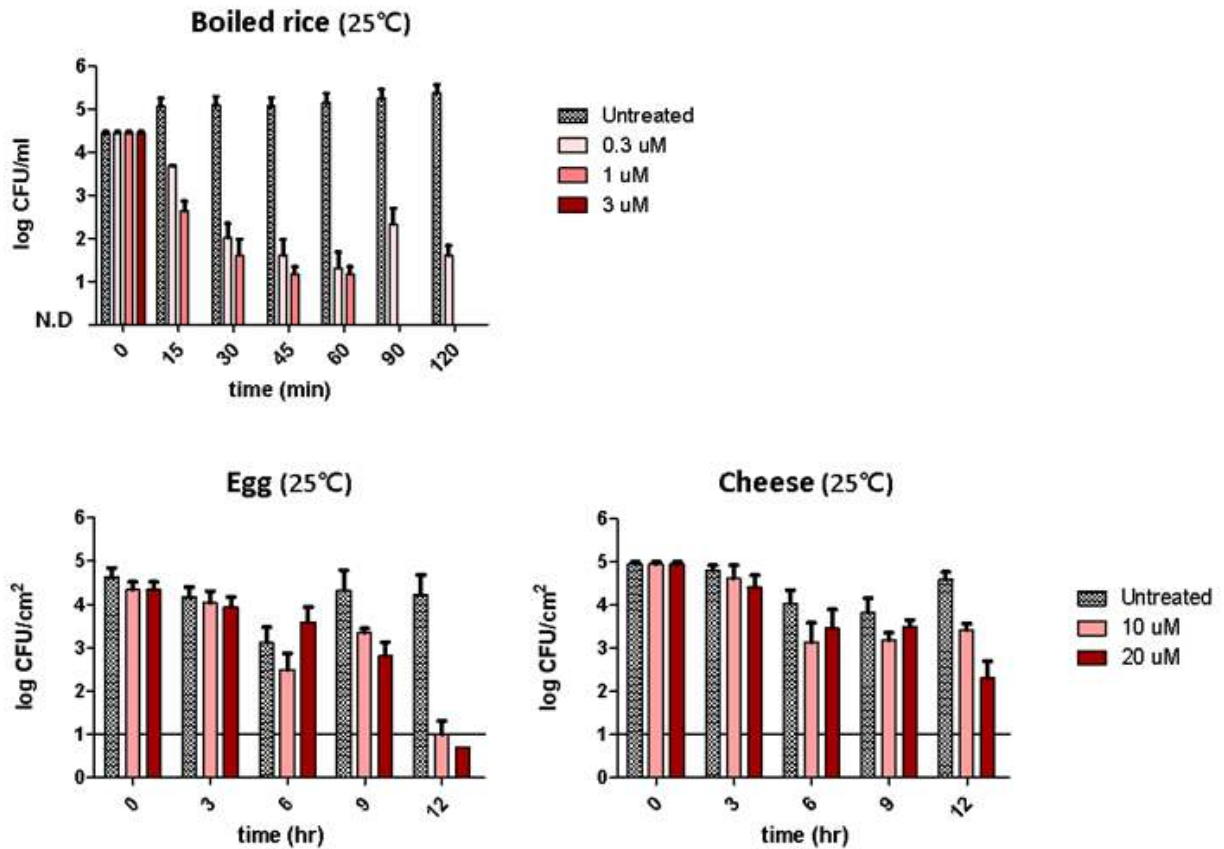 Boiled rice (25℃)
log CFU/ml
6
5
4
3
2
1
N.D
0 15 30 45 60 90 120
time (min)
Untreated
0.3 uM
1 uM
3 uM
Egg (25℃)
log CFU/cm²
6
5
4
3
2
1
0
0 3 6 9 12
time (hr)
Cheese (25℃)
log CFU/cm²
6
5
4
3
2
1
0
0 3 6 9 12
time (hr)
Untreated
10 uM
20 uM